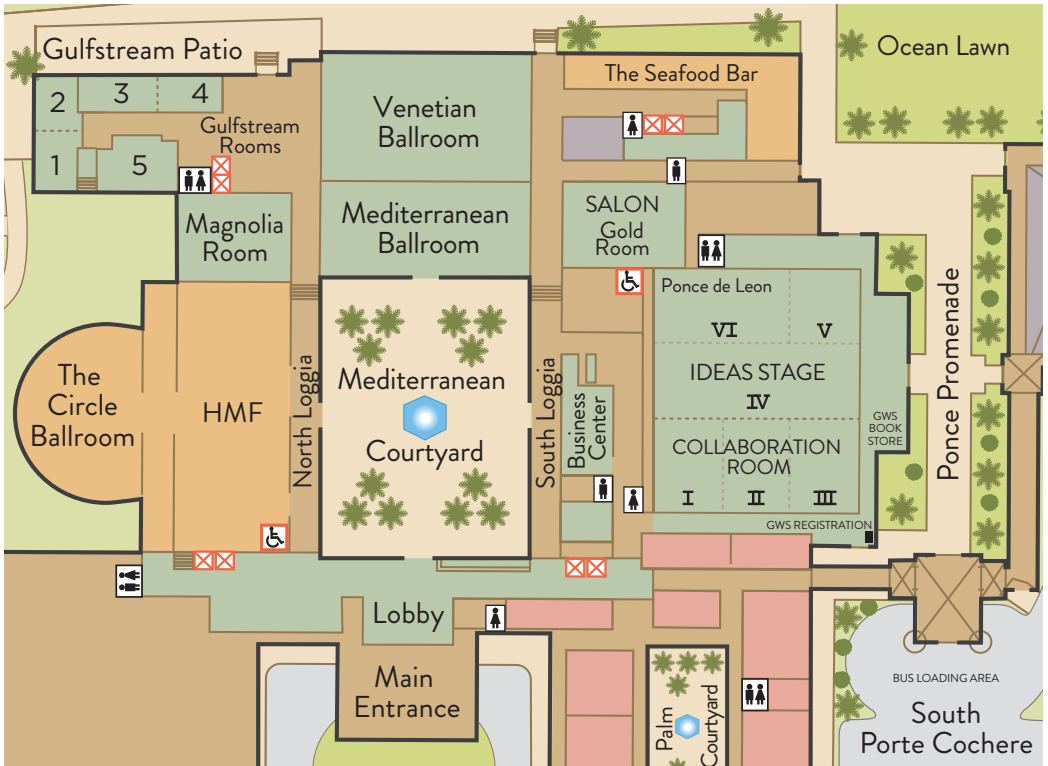 Gulfstream Patio
Ocean Lawn
The Seafood Bar
2
3
4
Venetian
Ballroom
Gulfstream
Rooms
1
5
Magnolia
Room
Mediterranean
Ballroom
SALON
Gold
Room
Ponce de Leon
VI
V
IDEAS STAGE
IV
COLLABORATION
ROOM
I
II
III
GWS
BOOK
STORE
GWS REGISTRATION
Ponce Promenade
The
Circle
Ballroom
HMF
North Loggia
Mediterranean
Courtyard
South Loggia
Business
Center
Lobby
Main
Entrance
Palm
Courtyard
BUS LOADING AREA
South
Porte Cochere